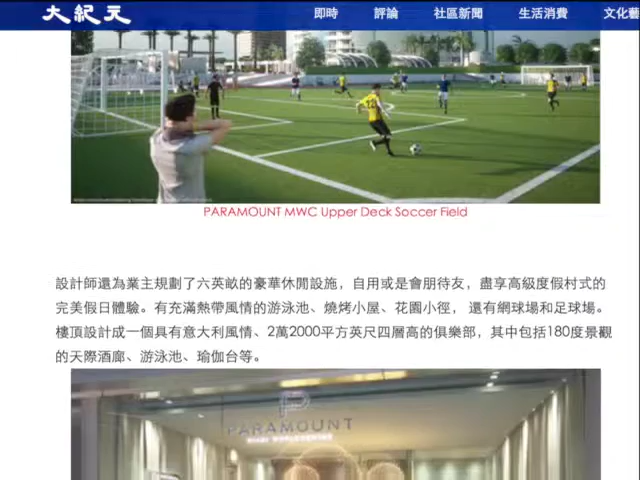 大紀元
即時 評論 社區新聞 生活消費 文化藝
PARAMOUNT MWC Upper Deck Soccer Field
設計師還為業主規劃了六英畝的豪華休閒設施，自用或是會朋待友，盡享高級度假村式的
完美假日體驗。有充滿熱帶風情的游泳池、燒烤小屋、花園小徑， 還有網球場和足球場。
樓頂設計成一個具有意大利風情、2萬2000平方英尺四層高的俱樂部，其中包括180度景觀
的天際酒廊、游泳池、瑜伽台等。
PARAMOUNT
MIAMI WORLDCENTER